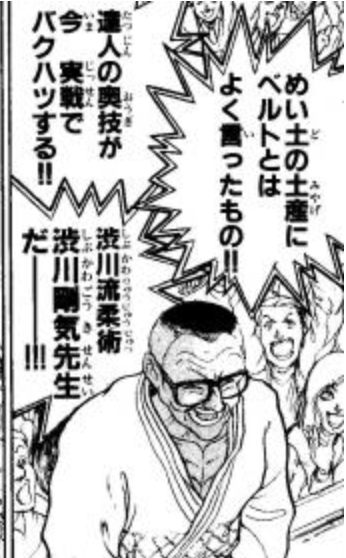 めい土の土産に
ベルトとは
よく言ったもの!!
達人の奥技が
今 実戦で
バクハツする!!
渋川流柔術
渋川剛気先生
だ――!!!